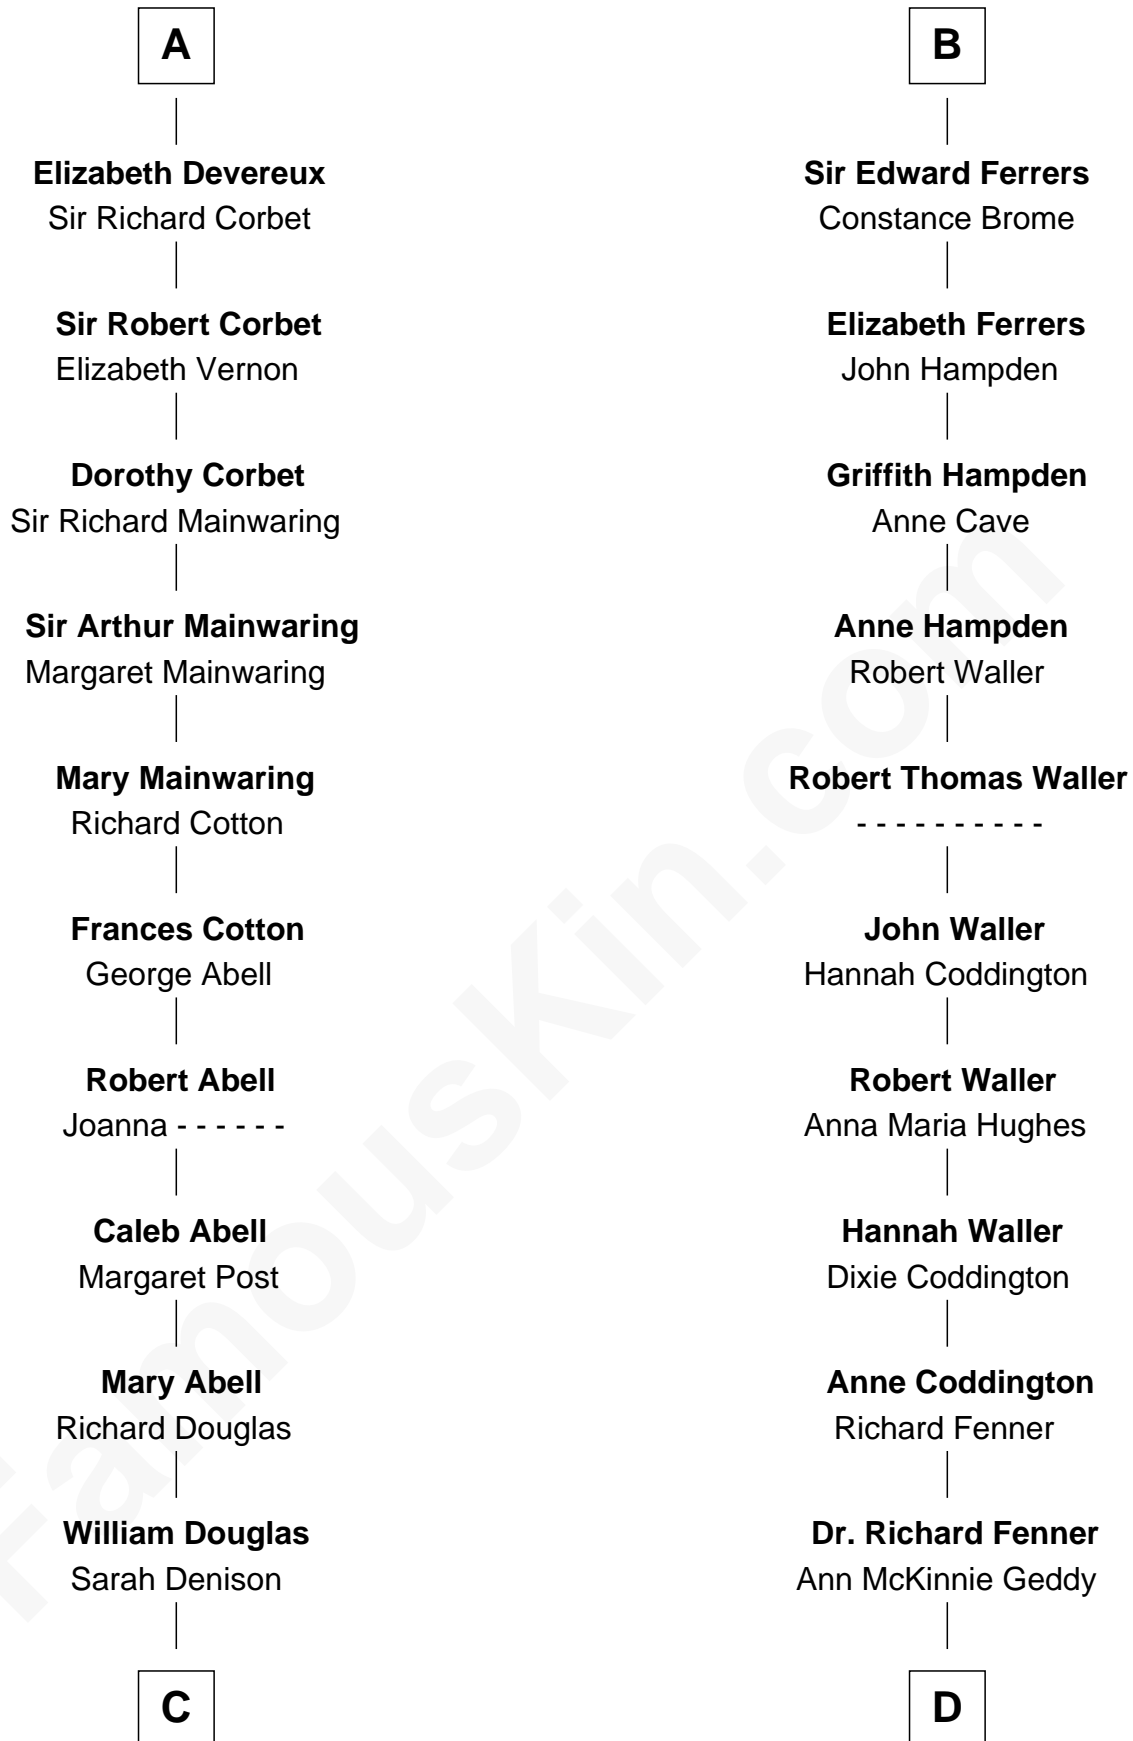 A
Elizabeth Devereux
Sir Richard Corbet
Sir Robert Corbet
Elizabeth Vernon
Dorothy Corbet
Sir Richard Mainwaring
Sir Arthur Mainwaring
Margaret Mainwaring
Mary Mainwaring
Richard Cotton
Frances Cotton
George Abell
Robert Abell
Joanna - - - - - -
Caleb Abell
Margaret Post
Mary Abell
Richard Douglas
William Douglas
Sarah Denison
C
B
Sir Edward Ferrers
Constance Brome
Elizabeth Ferrers
John Hampden
Griffith Hampden
Anne Cave
Anne Hampden
Robert Waller
Robert Thomas Waller
- - - - - - - - - -
John Waller
Hannah Coddington
Robert Waller
Anna Maria Hughes
Hannah Waller
Dixie Coddington
Anne Coddington
Richard Fenner
Dr. Richard Fenner
Ann McKinnie Geddy
D
FamousKin.com